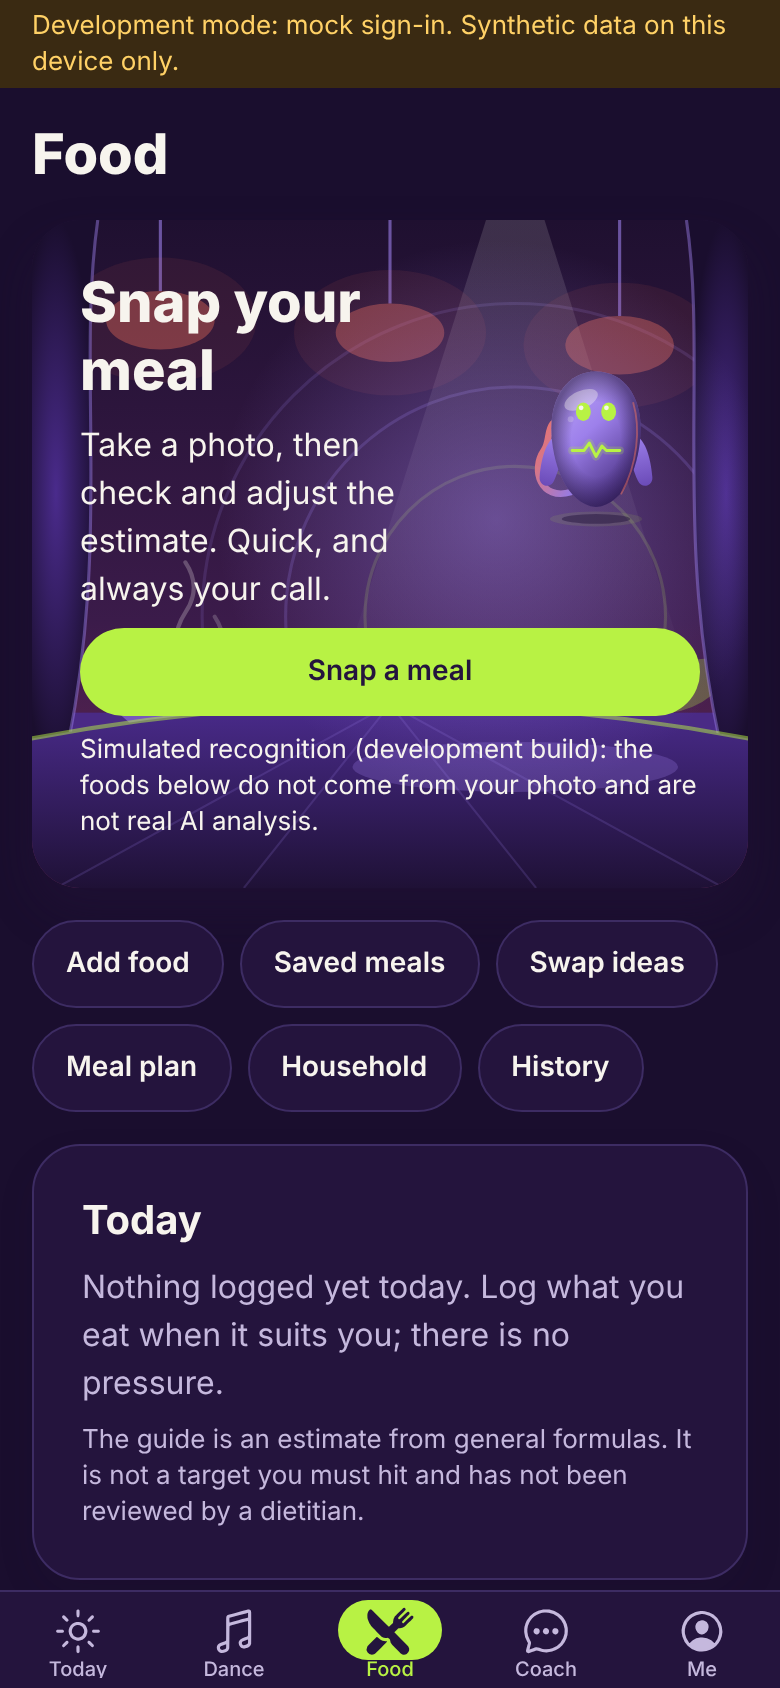 Development mode: mock sign-in. Synthetic data on this
device only.
Food
Snap your
meal
Take a photo, then
check and adjust the
estimate. Quick, and
always your call.
Snap a meal
Simulated recognition (development build): the
foods below do not come from your photo and are
not real AI analysis.
Add food
Saved meals
Swap ideas
Meal plan
Household
History
Today
Nothing logged yet today. Log what you
eat when it suits you; there is no
pressure.
The guide is an estimate from general formulas. It
is not a target you must hit and has not been
reviewed by a dietitian.
Today
Dance
Food
Coach
Me